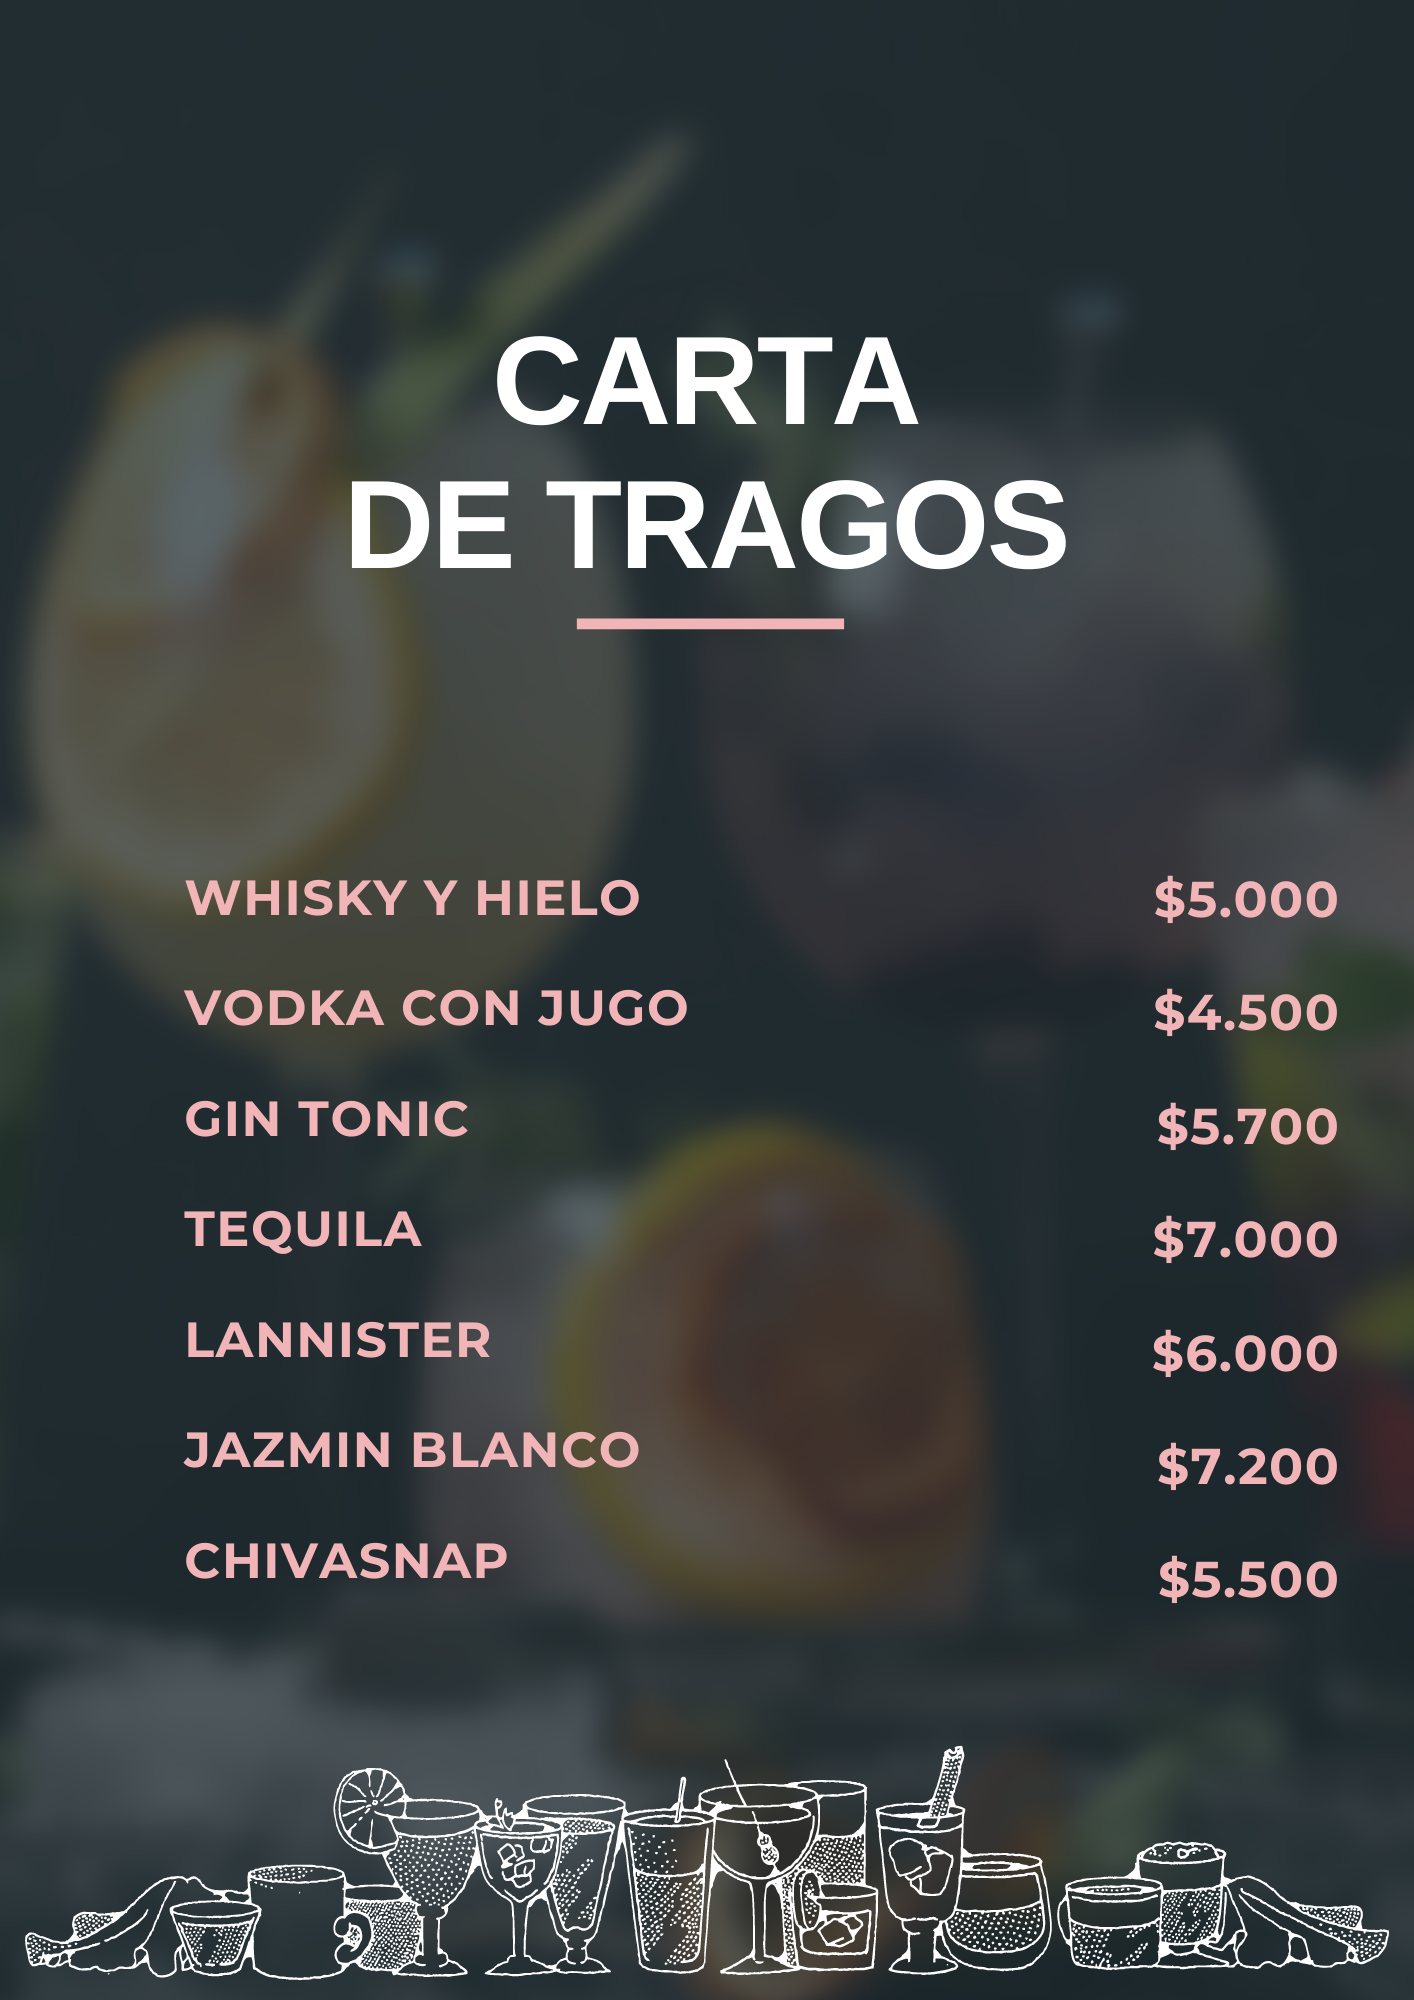 CARTA
DE TRAGOS
WHISKY Y HIELO $5.000
VODKA CON JUGO $4.500
GIN TONIC $5.700
TEQUILA $7.000
LANNISTER $6.000
JAZMIN BLANCO $7.200
CHIVASNAP $5.500